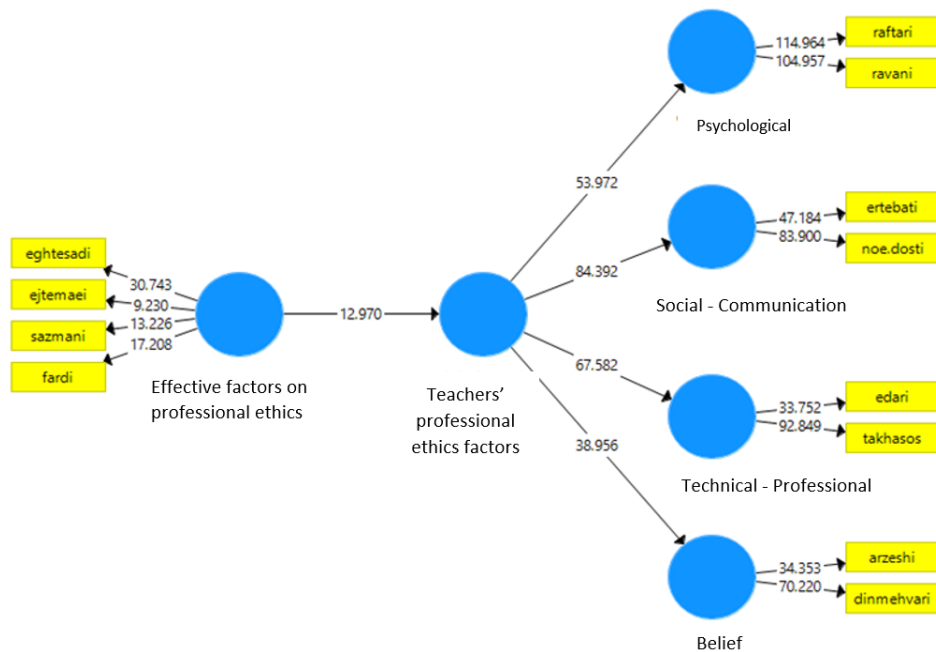 114.964
raftari
104.957
ravani
Psychological
53.972
47.184
ertebati
83.900
noe.dosti
84.392
Social - Communication
eghtesadi
30.743
ejtemaei
9.230
sazmani
13.226
fardi
17.208
Effective factors on
professional ethics
12.970
Teachers’
professional
ethics factors
67.582
33.752
edari
92.849
takhasos
Technical - Professional
38.956
34.353
arzeshi
70.220
dinmehvari
Belief